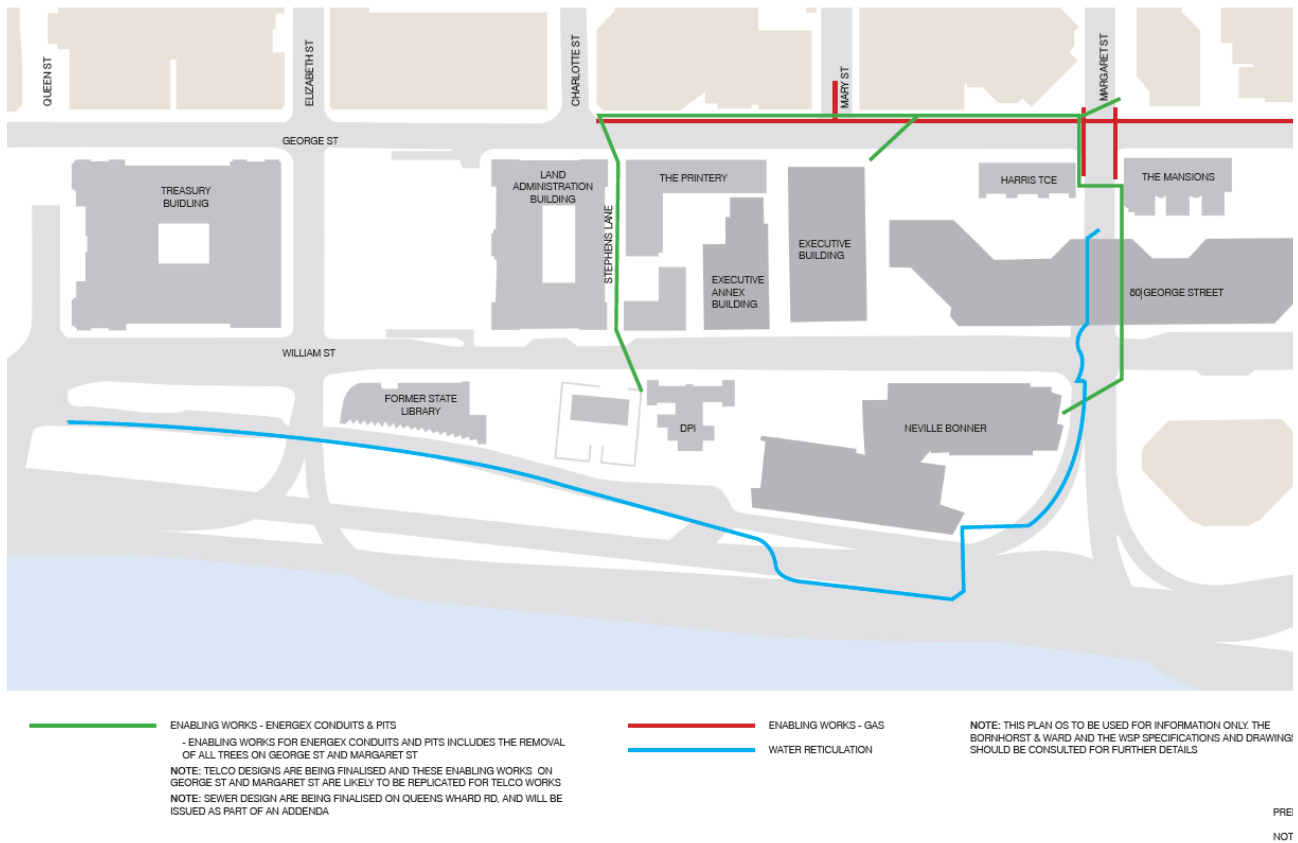 QUEEN ST
ELIZABETH ST
CHARLOTTE ST
MARY ST
MARGARET ST
GEORGE ST
TREASURY
BUIDLING
LAND
ADMINISTRATION
BUILDING
STEPHENS LANE
THE PRINTERY
EXECUTIVE
ANNEX
BUILDING
EXECUTIVE
BUILDING
HARRIS TCE
THE MANSIONS
80|GEORGE STREET
WILLIAM ST
FORMER STATE
LIBRARY
DPI
NEVILLE BONNER
ENABLING WORKS - ENERGEX CONDUITS & PITS
- ENABLING WORKS FOR ENERGEX CONDUITS AND PITS INCLUDES THE REMOVAL
OF ALL TREES ON GEORGE ST AND MARGARET ST
NOTE: TELCO DESIGNS ARE BEING FINALISED AND THESE ENABLING WORKS ON
GEORGE ST AND MARGARET ST ARE LIKELY TO BE REPLICATED FOR TELCO WORKS
NOTE: SEWER DESIGN ARE BEING FINALISED ON QUEENS WHARD RD, AND WILL BE
ISSUED AS PART OF AN ADDENDA
ENABLING WORKS - GAS
WATER RETICULATION
NOTE: THIS PLAN OS TO BE USED FOR INFORMATION ONLY. THE
BORNHORST & WARD AND THE WSP SPECIFICATIONS AND DRAWINGS
SHOULD BE CONSULTED FOR FURTHER DETAILS